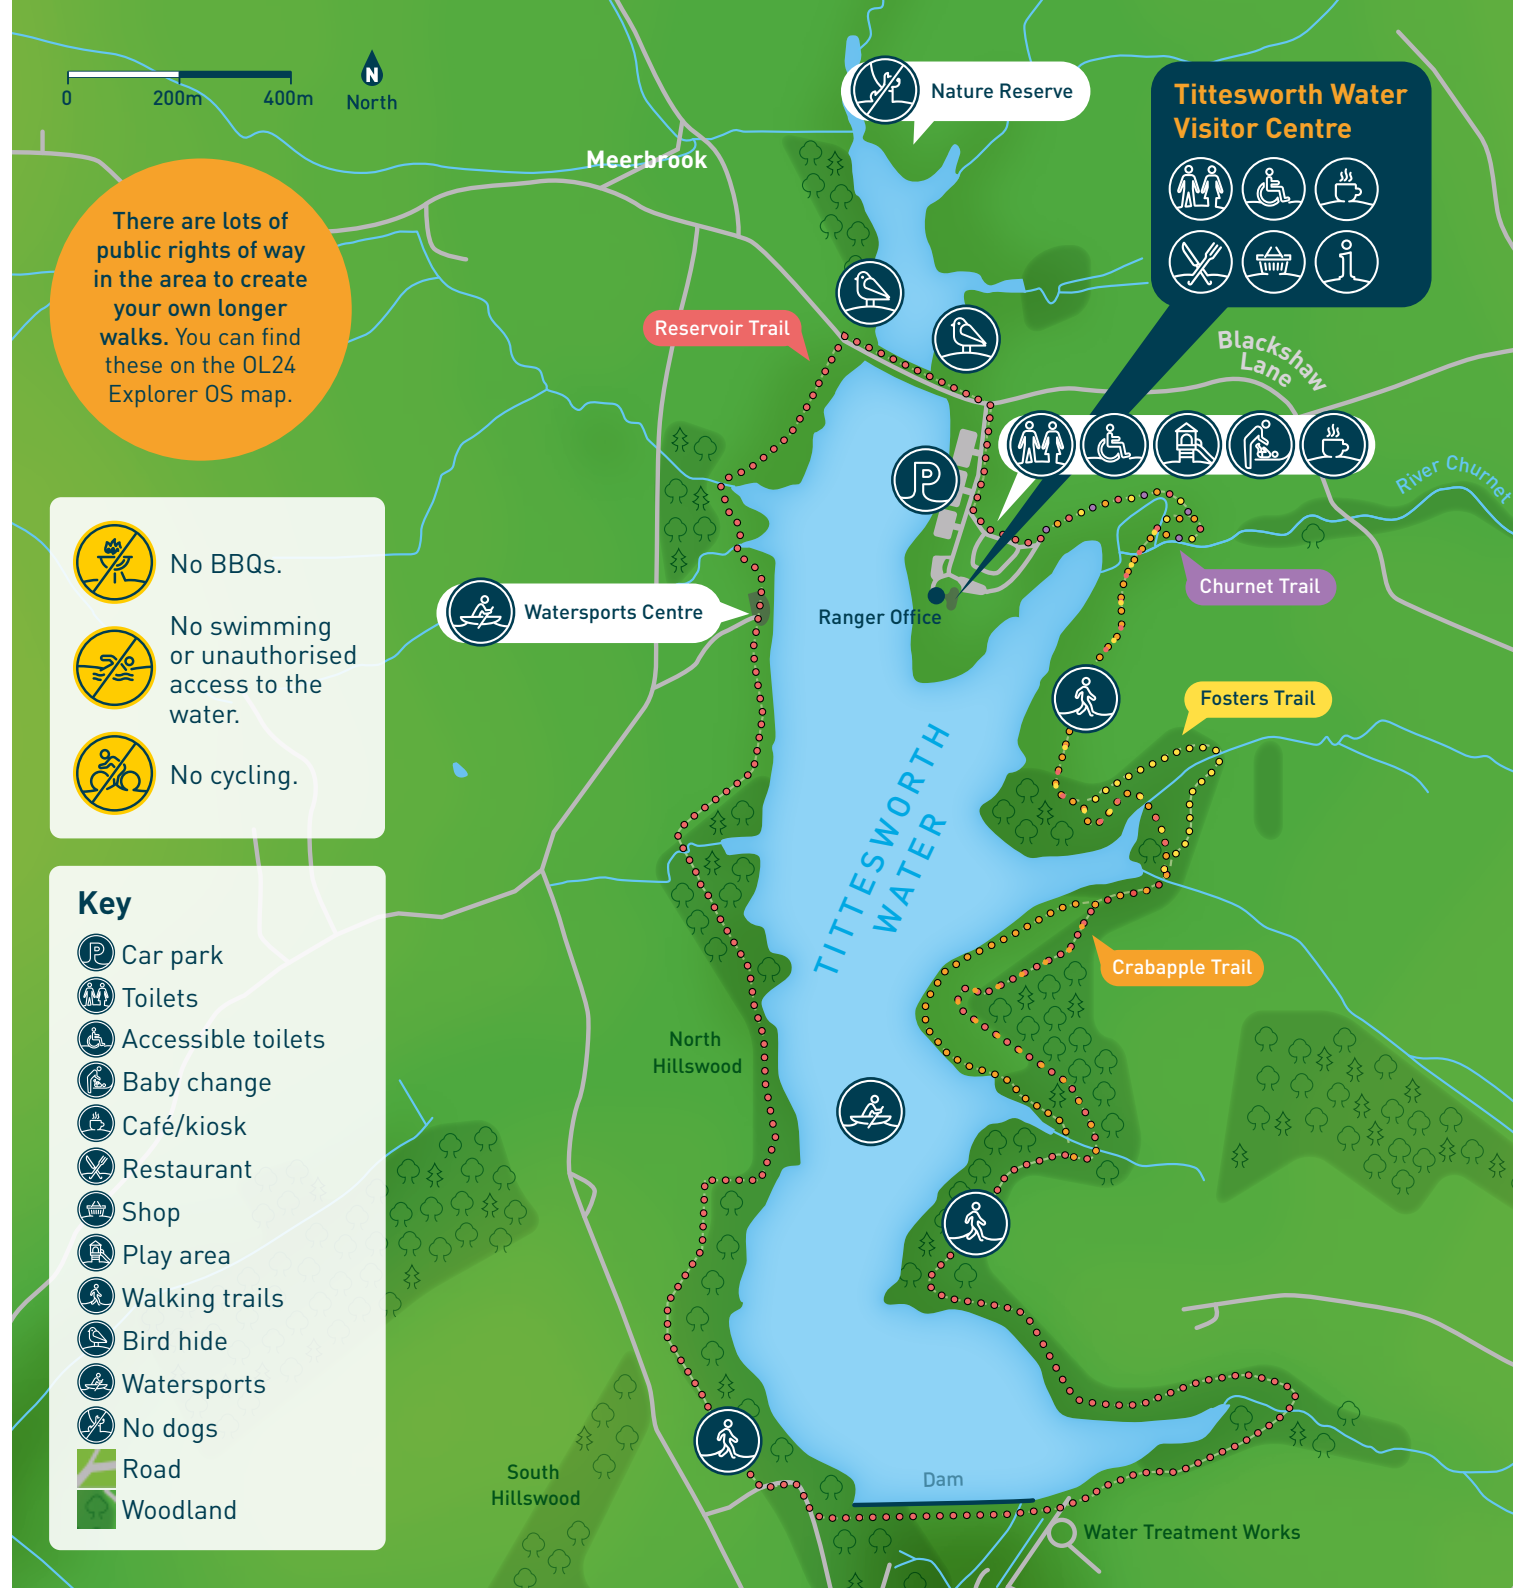 0
200m
400m
N
North
Meerbrook
Nature Reserve
Tittesworth Water
Visitor Centre
There are lots of
public rights of way
in the area to create
your own longer
walks. You can find
these on the OL24
Explorer OS map.
Reservoir Trail
Blackshaw
Lane
River Churnet
P
Churnet Trail
Ranger Office
Watersports Centre
No BBQs.
No swimming
or unauthorised
access to the
water.
No cycling.
Fosters Trail
TITTESWORTH
WATER
Crabapple Trail
North
Hillswood
Key
Car park
Toilets
Accessible toilets
Baby change
Café/kiosk
Restaurant
Shop
Play area
Walking trails
Bird hide
Watersports
No dogs
Road
Woodland
South
Hillswood
Dam
Water Treatment Works